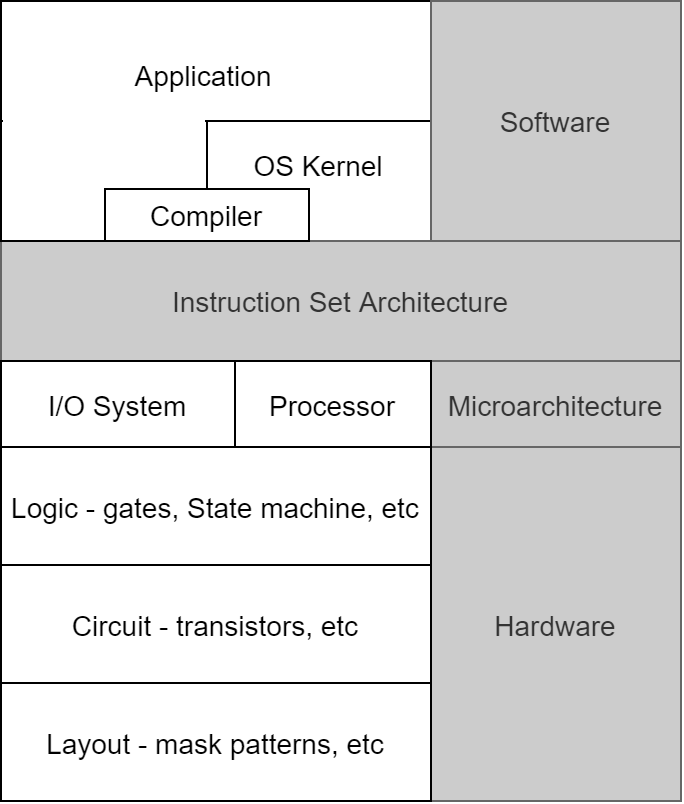 Application
Software
OS Kernel
Compiler
Instruction Set Architecture
I/O System
Processor
Microarchitecture
Logic - gates, State machine, etc
Circuit - transistors, etc
Hardware
Layout - mask patterns, etc